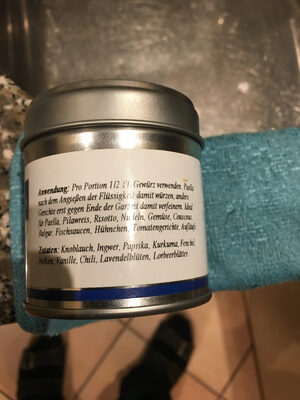 Anwendung: Pro Portion 1|2 TL Gewürz verwenden. Paella
nach dem Angießen der Flüssigkeit damit würzen, andere
Gerichte erst gegen Ende der Garzeit damit verfeinern. Ideal
für Paella, Pilawreis, Risotto, Nudeln, Gemüse, Couscous,
Bulgur, Fischsaucen, Hühnchen, Tomatengerichte, Aufläufe.
Zutaten: Knoblauch, Ingwer, Paprika, Kurkuma, Fenchel,
Nelken, Vanille, Chili, Lavendelblüten, Lorbeerblätter.